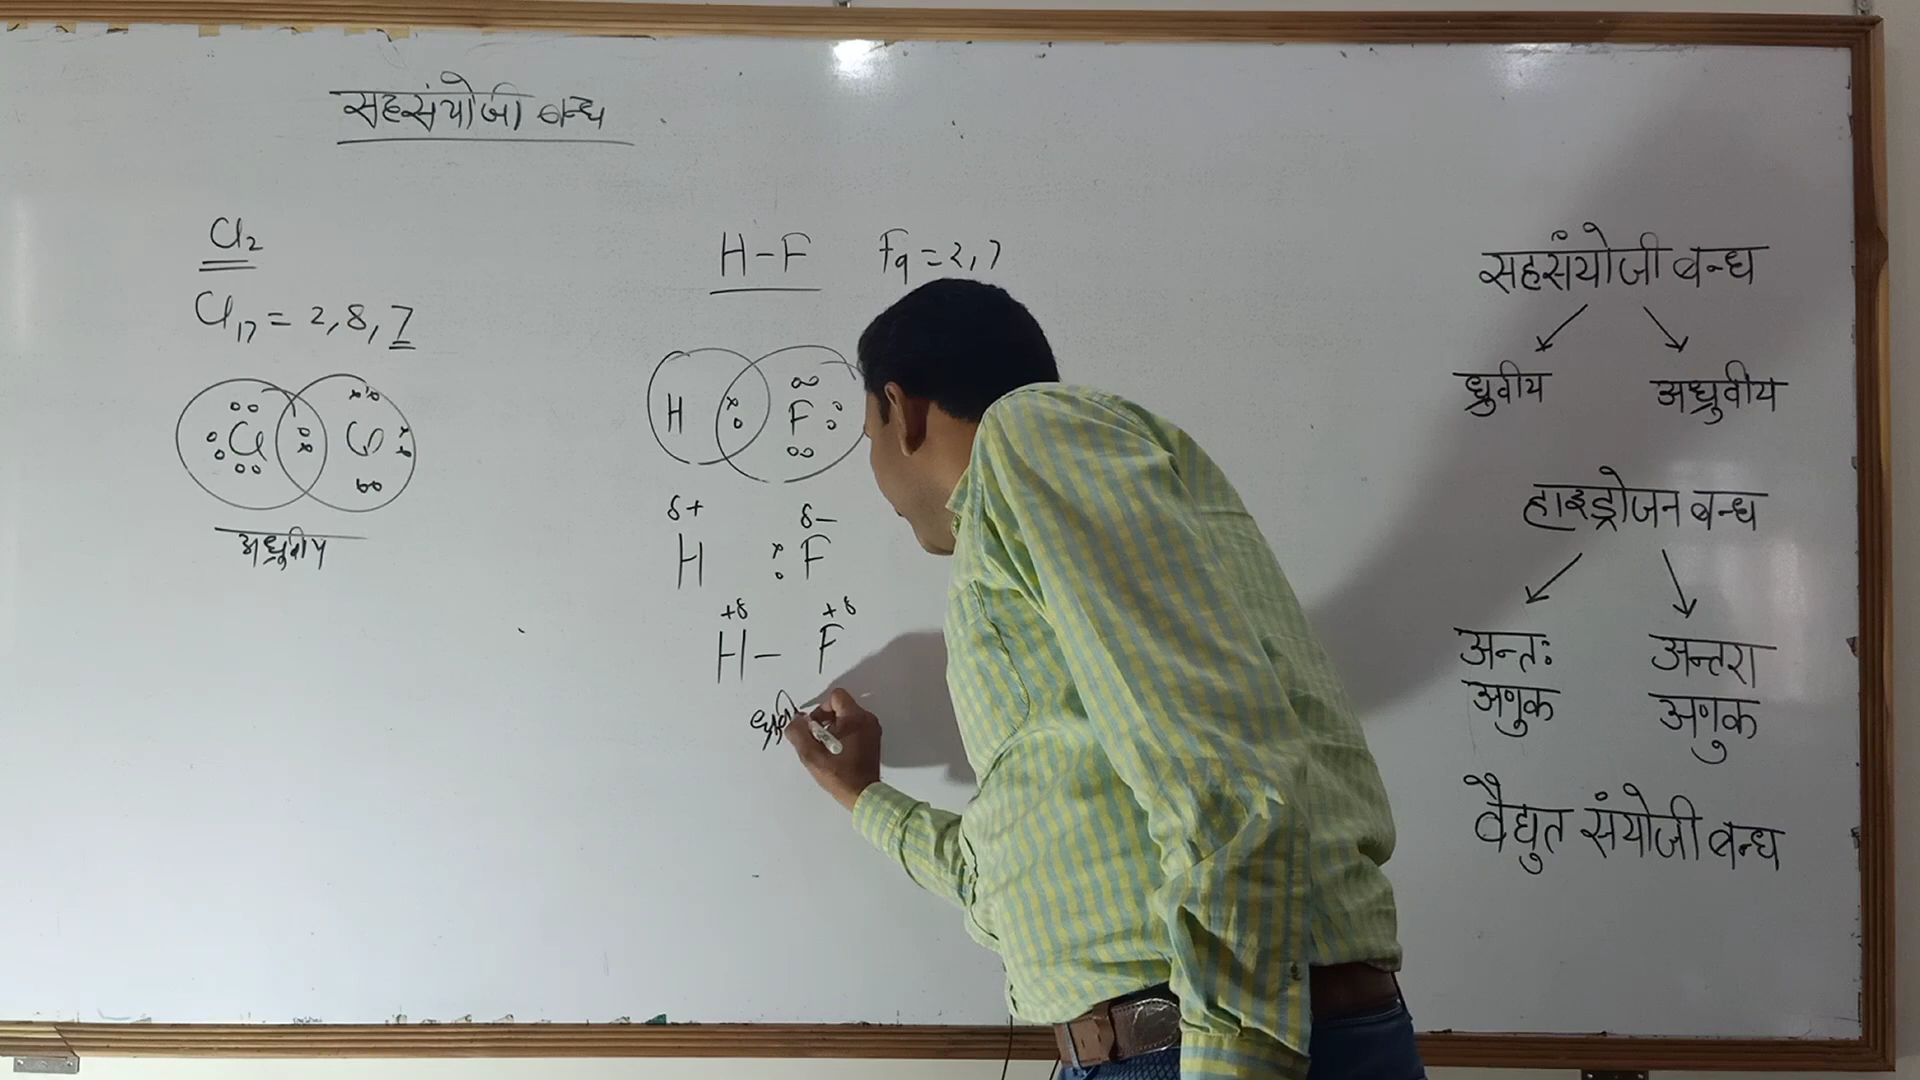 सहसंयोजी बन्ध
Cl₂
Cl₁₇ = 2, 8, 7
Cl Cl
अध्रुवीय
H-F F₉ = 2, 7
H F
δ+ δ-
H F
+δ +δ
H - F
सहसंयोजी बन्ध
ध्रुवीय अध्रुवीय
हाइड्रोजन बन्ध
अन्तः अन्तरा
अणुक अणुक
वैद्युत संयोजी बन्ध